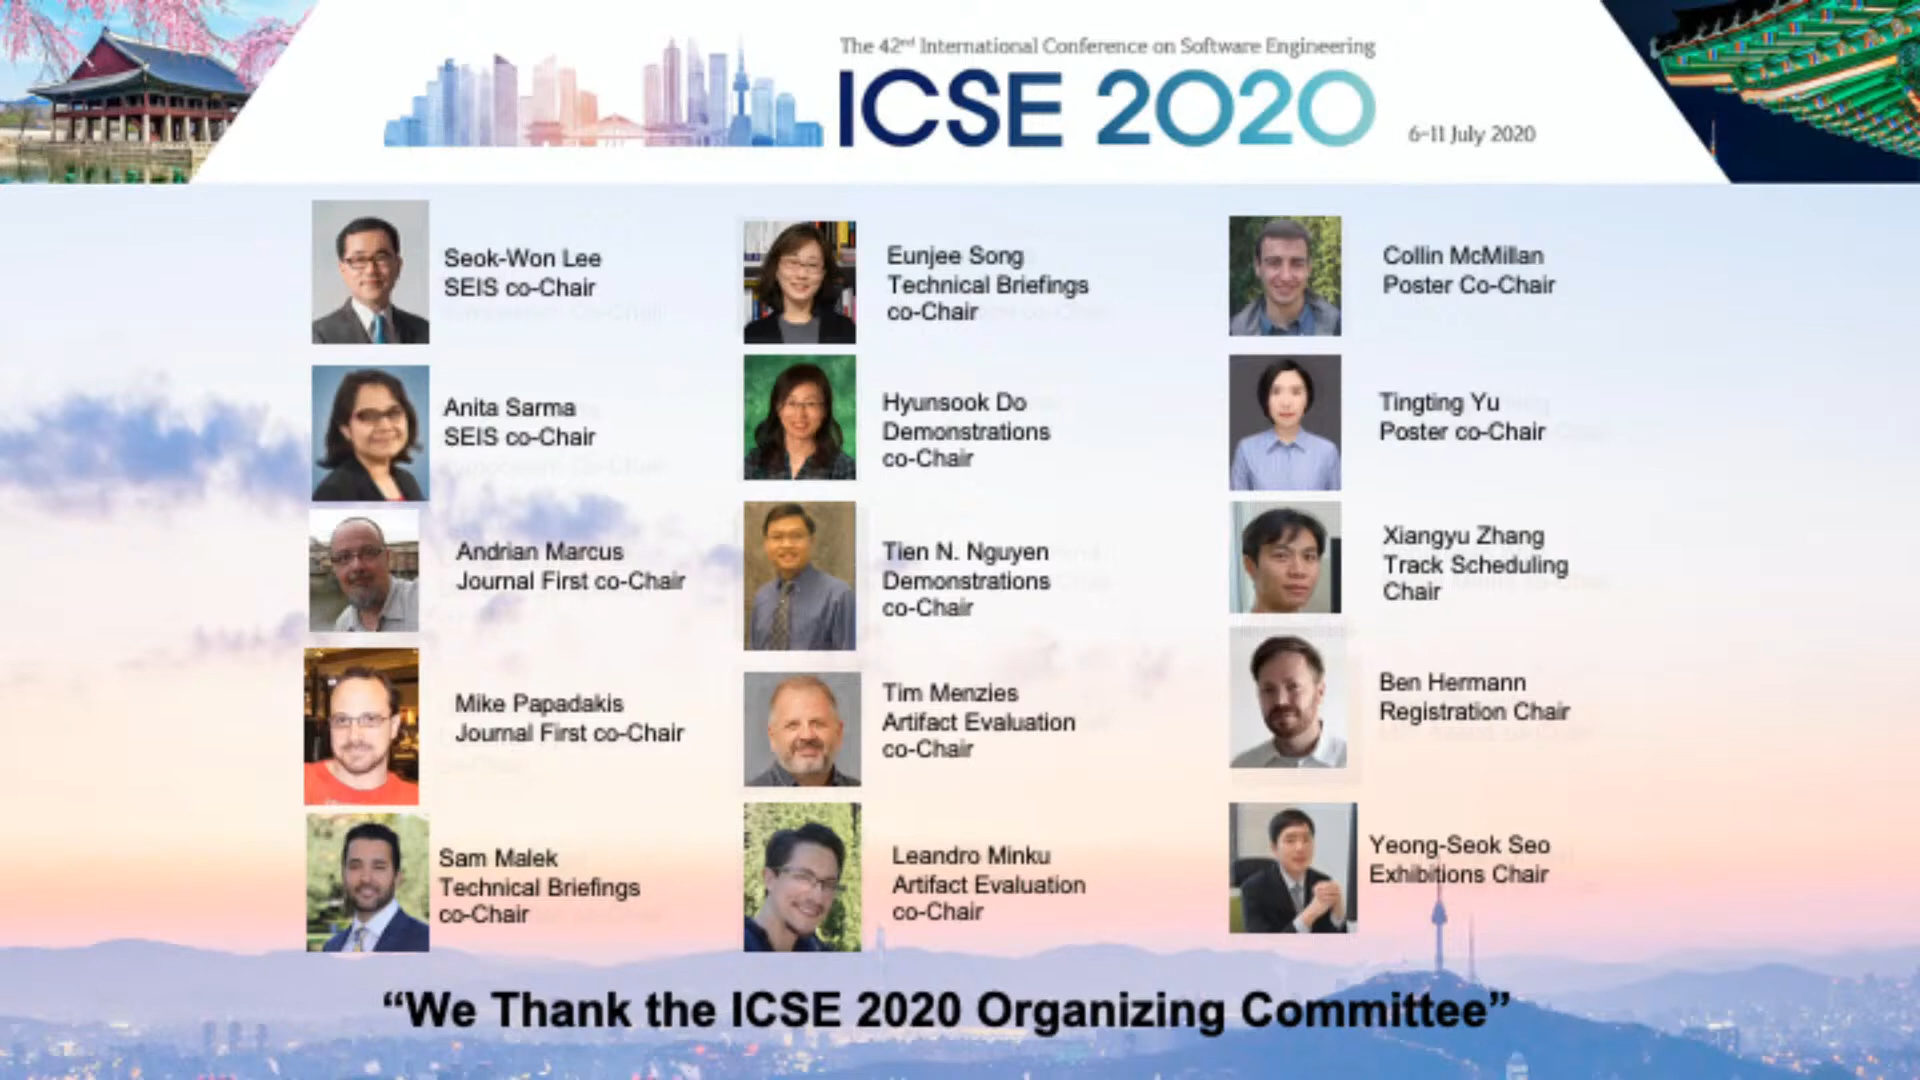 The 42nd International Conference on Software Engineering
ICSE 2020
6-11 July 2020
Seok-Won Lee
SEIS co-Chair
Anita Sarma
SEIS co-Chair
Andrian Marcus
Journal First co-Chair
Mike Papadakis
Journal First co-Chair
Sam Malek
Technical Briefings
co-Chair
Eunjee Song
Technical Briefings
co-Chair
Hyunsook Do
Demonstrations
co-Chair
Tien N. Nguyen
Demonstrations
co-Chair
Tim Menzies
Artifact Evaluation
co-Chair
Leandro Minku
Artifact Evaluation
co-Chair
Collin McMillan
Poster Co-Chair
Tingting Yu
Poster co-Chair
Xiangyu Zhang
Track Scheduling
Chair
Ben Hermann
Registration Chair
Yeong-Seok Seo
Exhibitions Chair
“We Thank the ICSE 2020 Organizing Committee”